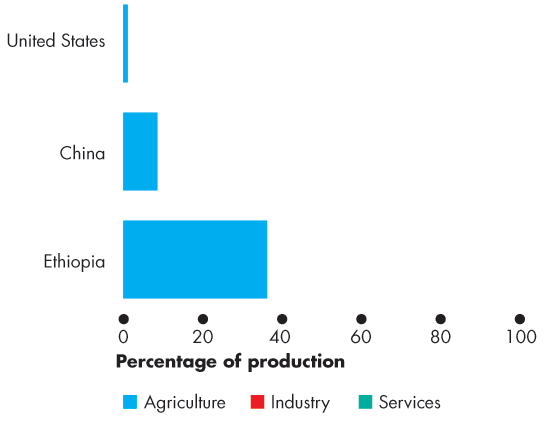 United States
China
Ethiopia
0 20 40 60 80 100
Percentage of production
Agriculture Industry Services